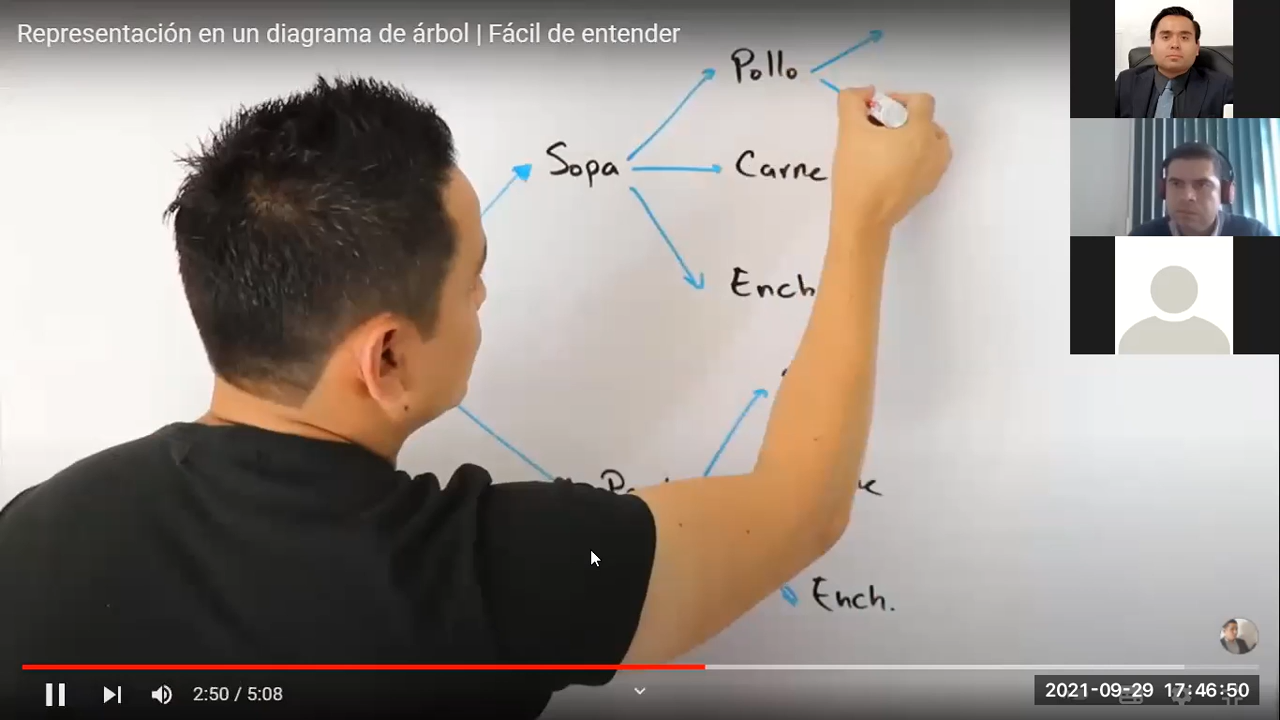 Representación en un diagrama de árbol | Fácil de entender
Pollo
Sopa
Carne
Ench
Ench.
2:50 / 5:08
2021-09-29 17:46:50